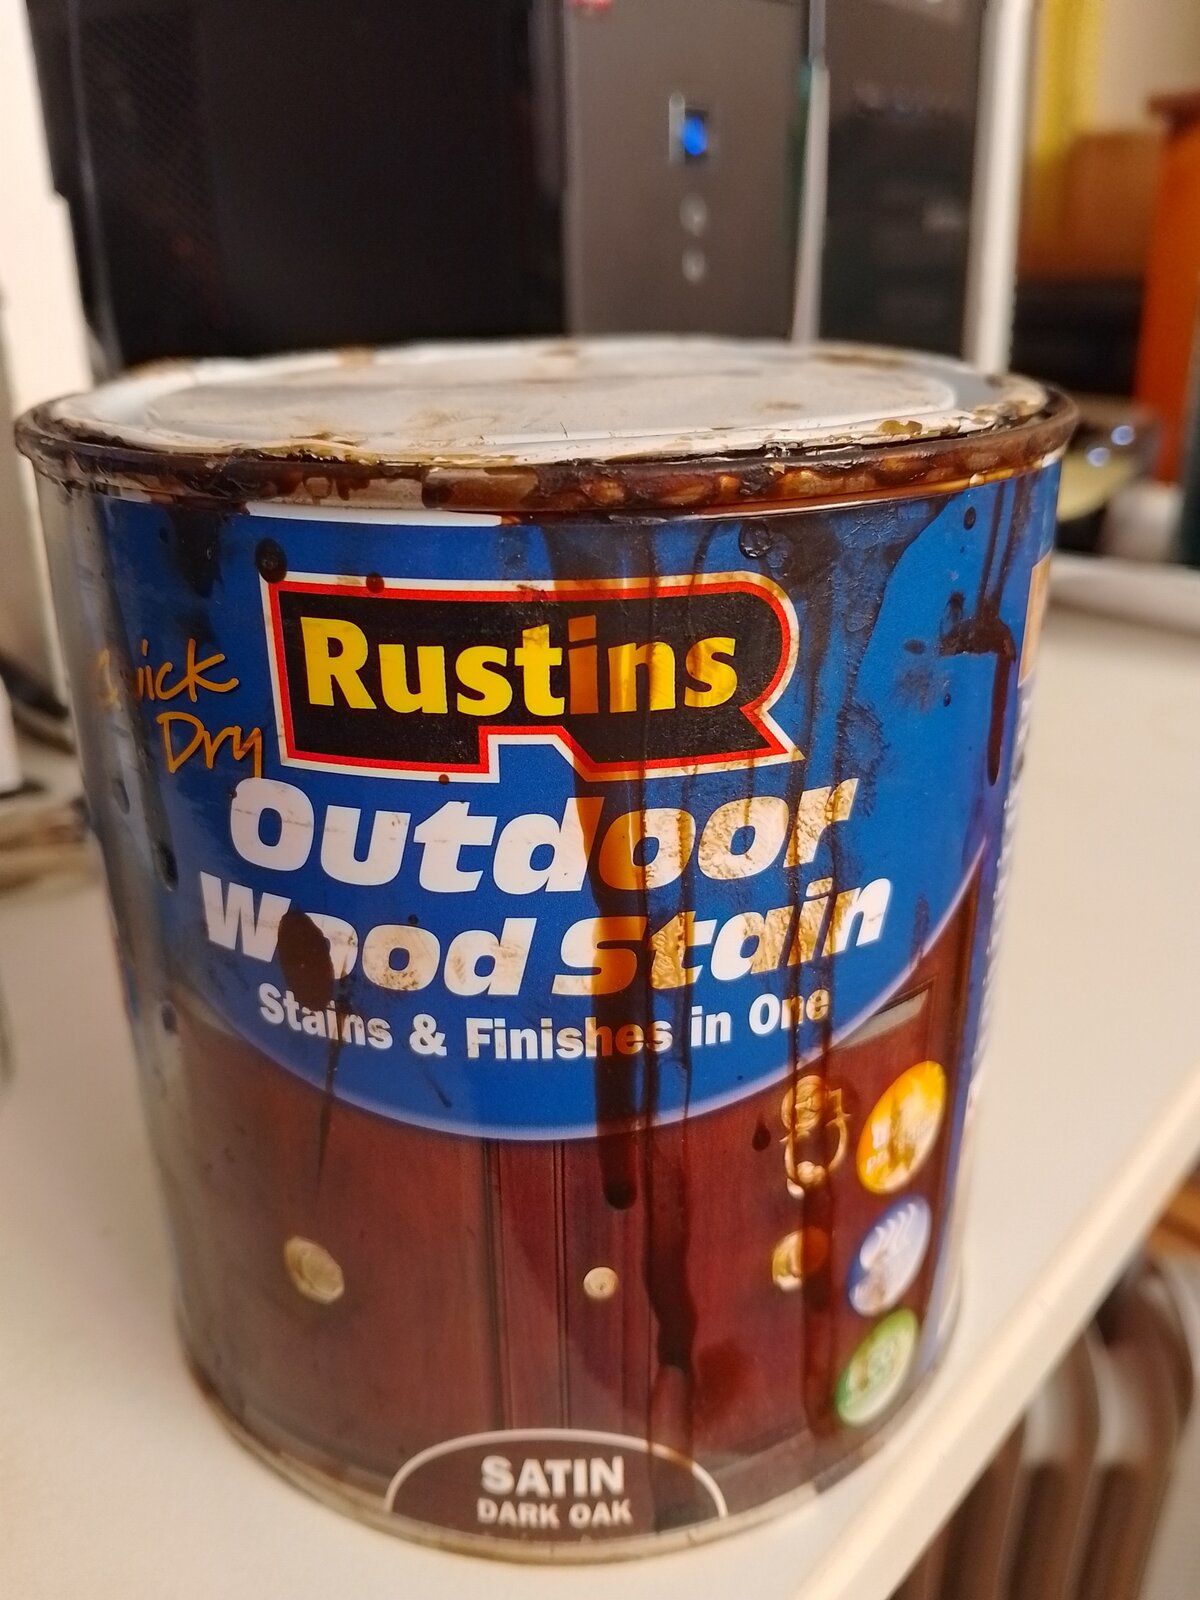 Quick
Dry
Rustins
Outdoor
Wood Stain
Stains & Finishes in One
SATIN
DARK OAK